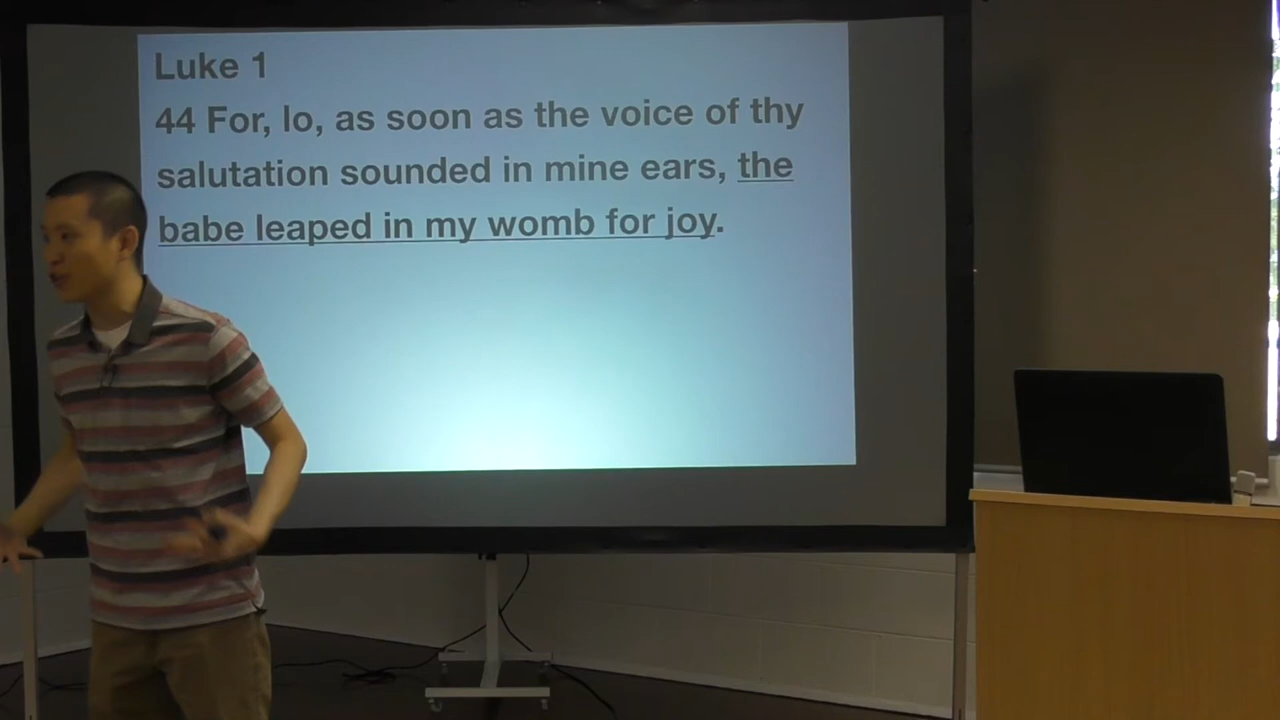 Luke 1
44 For, lo, as soon as the voice of thy
salutation sounded in mine ears, the
babe leaped in my womb for joy.